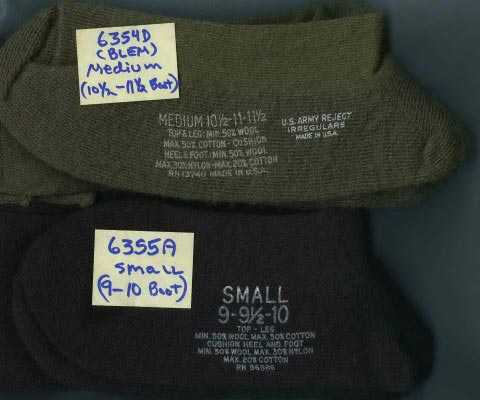 6354D
(BLEM)
Medium
(10½-11½ Boot)
MEDIUM 10½-11-11½
TOP & LEG: MIN. 50% WOOL
MAX. 50% COTTON - CUSHION
HEEL & FOOT: MIN. 50% WOOL
MAX. 30% NYLON - MAX. 20% COTTON
RN 13740 MADE IN U.S.A.
U.S. ARMY REJECT
IRREGULARS
MADE IN U.S.A.
6355A
small
(9-10 Boot)
SMALL
9-9½-10
TOP - LEG
MIN. 50% WOOL MAX. 50% COTTON
CUSHION HEEL AND FOOT
MIN. 50% WOOL MAX. 30% NYLON
MAX. 20% COTTON
RN 56586